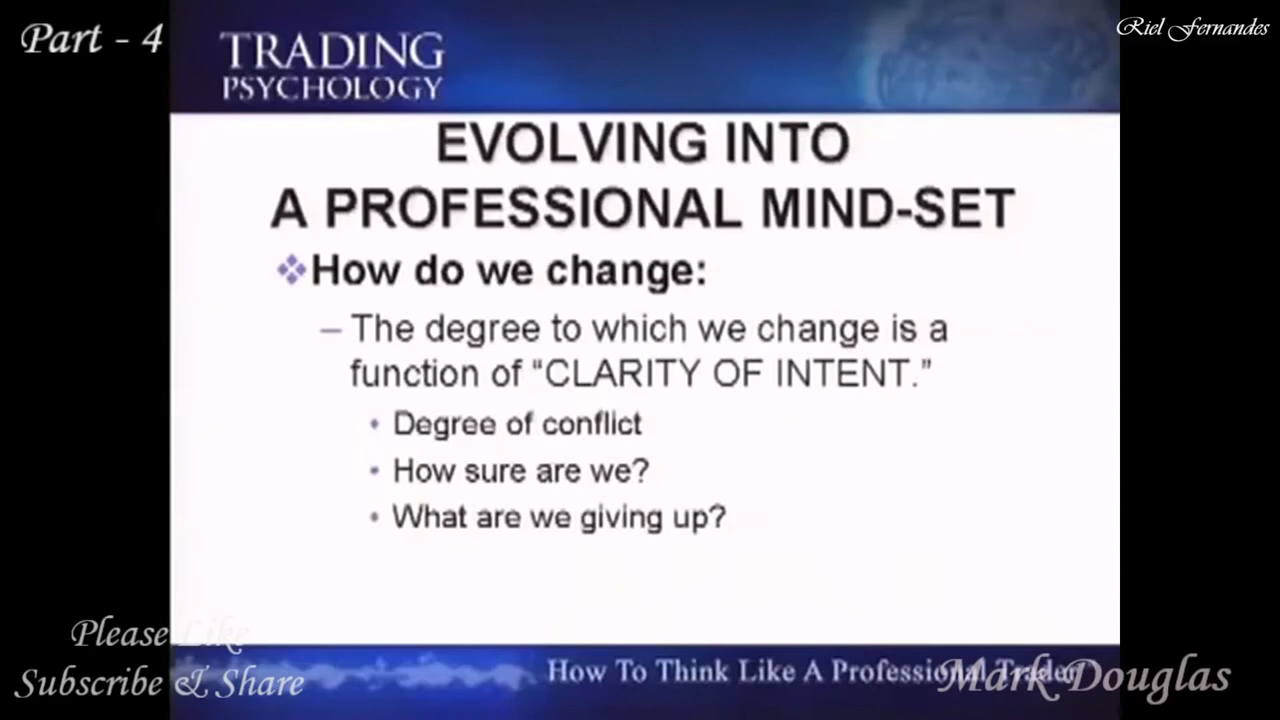 Part - 4
Riel Fernandes
TRADING
PSYCHOLOGY
EVOLVING INTO
A PROFESSIONAL MIND-SET
How do we change:
– The degree to which we change is a
function of “CLARITY OF INTENT.”
• Degree of conflict
• How sure are we?
• What are we giving up?
Please Like
Subscribe & Share
How To Think Like A Professional Trader
Mark Douglas